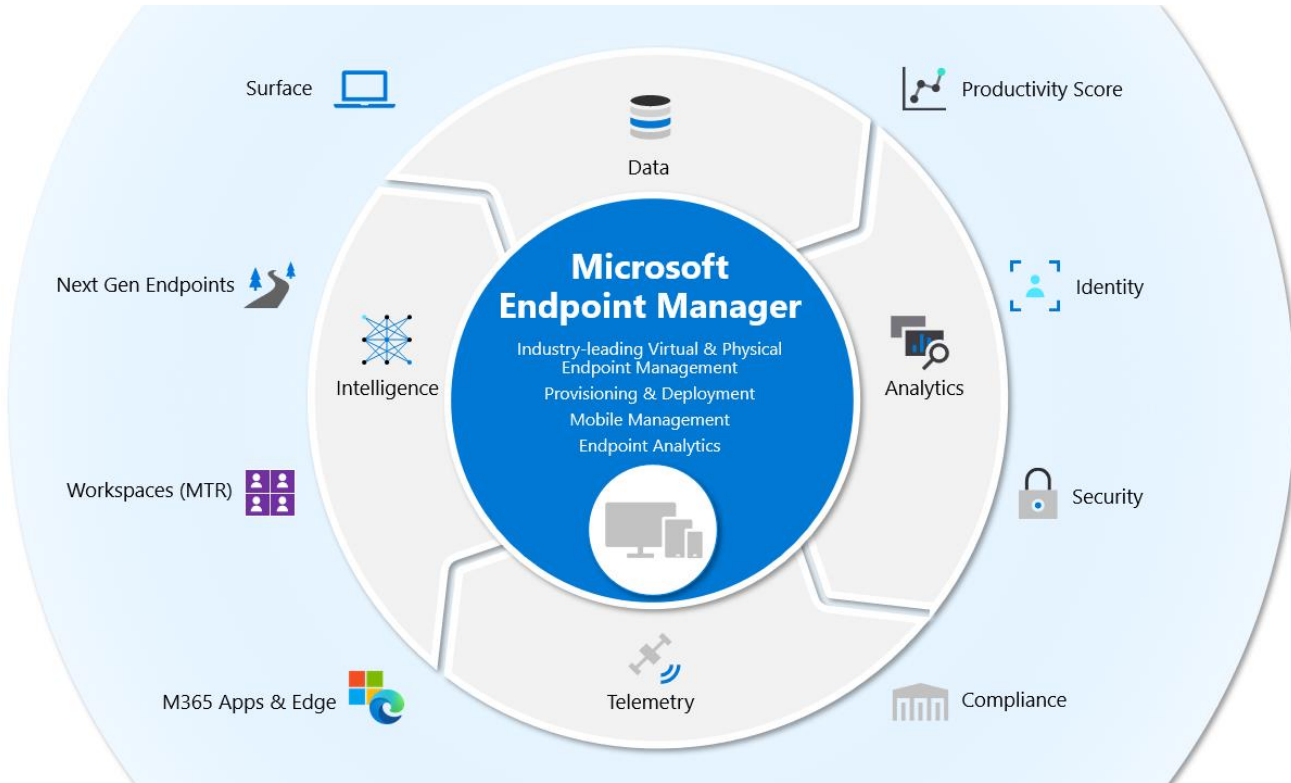 Surface
Productivity Score
Data
Microsoft
Endpoint Manager
Next Gen Endpoints
Identity
Industry-leading Virtual & Physical
Endpoint Management
Provisioning & Deployment
Mobile Management
Endpoint Analytics
Intelligence
Analytics
Workspaces (MTR)
Security
Telemetry
M365 Apps & Edge
Compliance